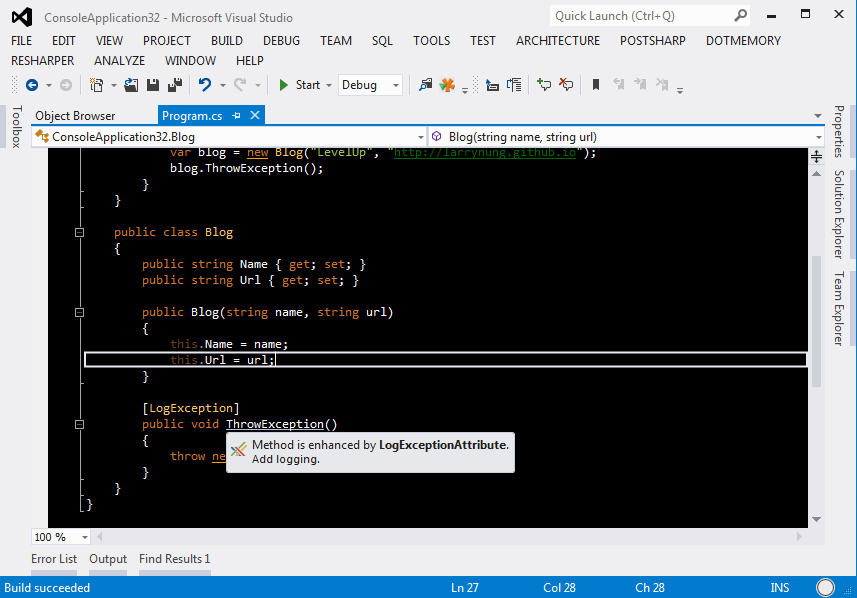 ConsoleApplication32 - Microsoft Visual Studio
Quick Launch (Ctrl+Q)
FILE EDIT VIEW PROJECT BUILD DEBUG TEAM SQL TOOLS TEST ARCHITECTURE POSTSHARP DOTMEMORY
RESHARPER ANALYZE WINDOW HELP
Start Debug
Toolbox
Object Browser Program.cs
ConsoleApplication32.Blog Blog(string name, string url)
var blog = new Blog("LevelUp", "http://larrynung.github.io");
blog.ThrowException();
}
}
public class Blog
{
public string Name { get; set; }
public string Url { get; set; }
public Blog(string name, string url)
{
this.Name = name;
this.Url = url;
}
[LogException]
public void ThrowException()
{
throw ne
Method is enhanced by LogExceptionAttribute.
Add logging.
}
}
}
Properties
Solution Explorer
Team Explorer
100 %
Error List Output Find Results 1
Build succeeded Ln 27 Col 28 Ch 28 INS